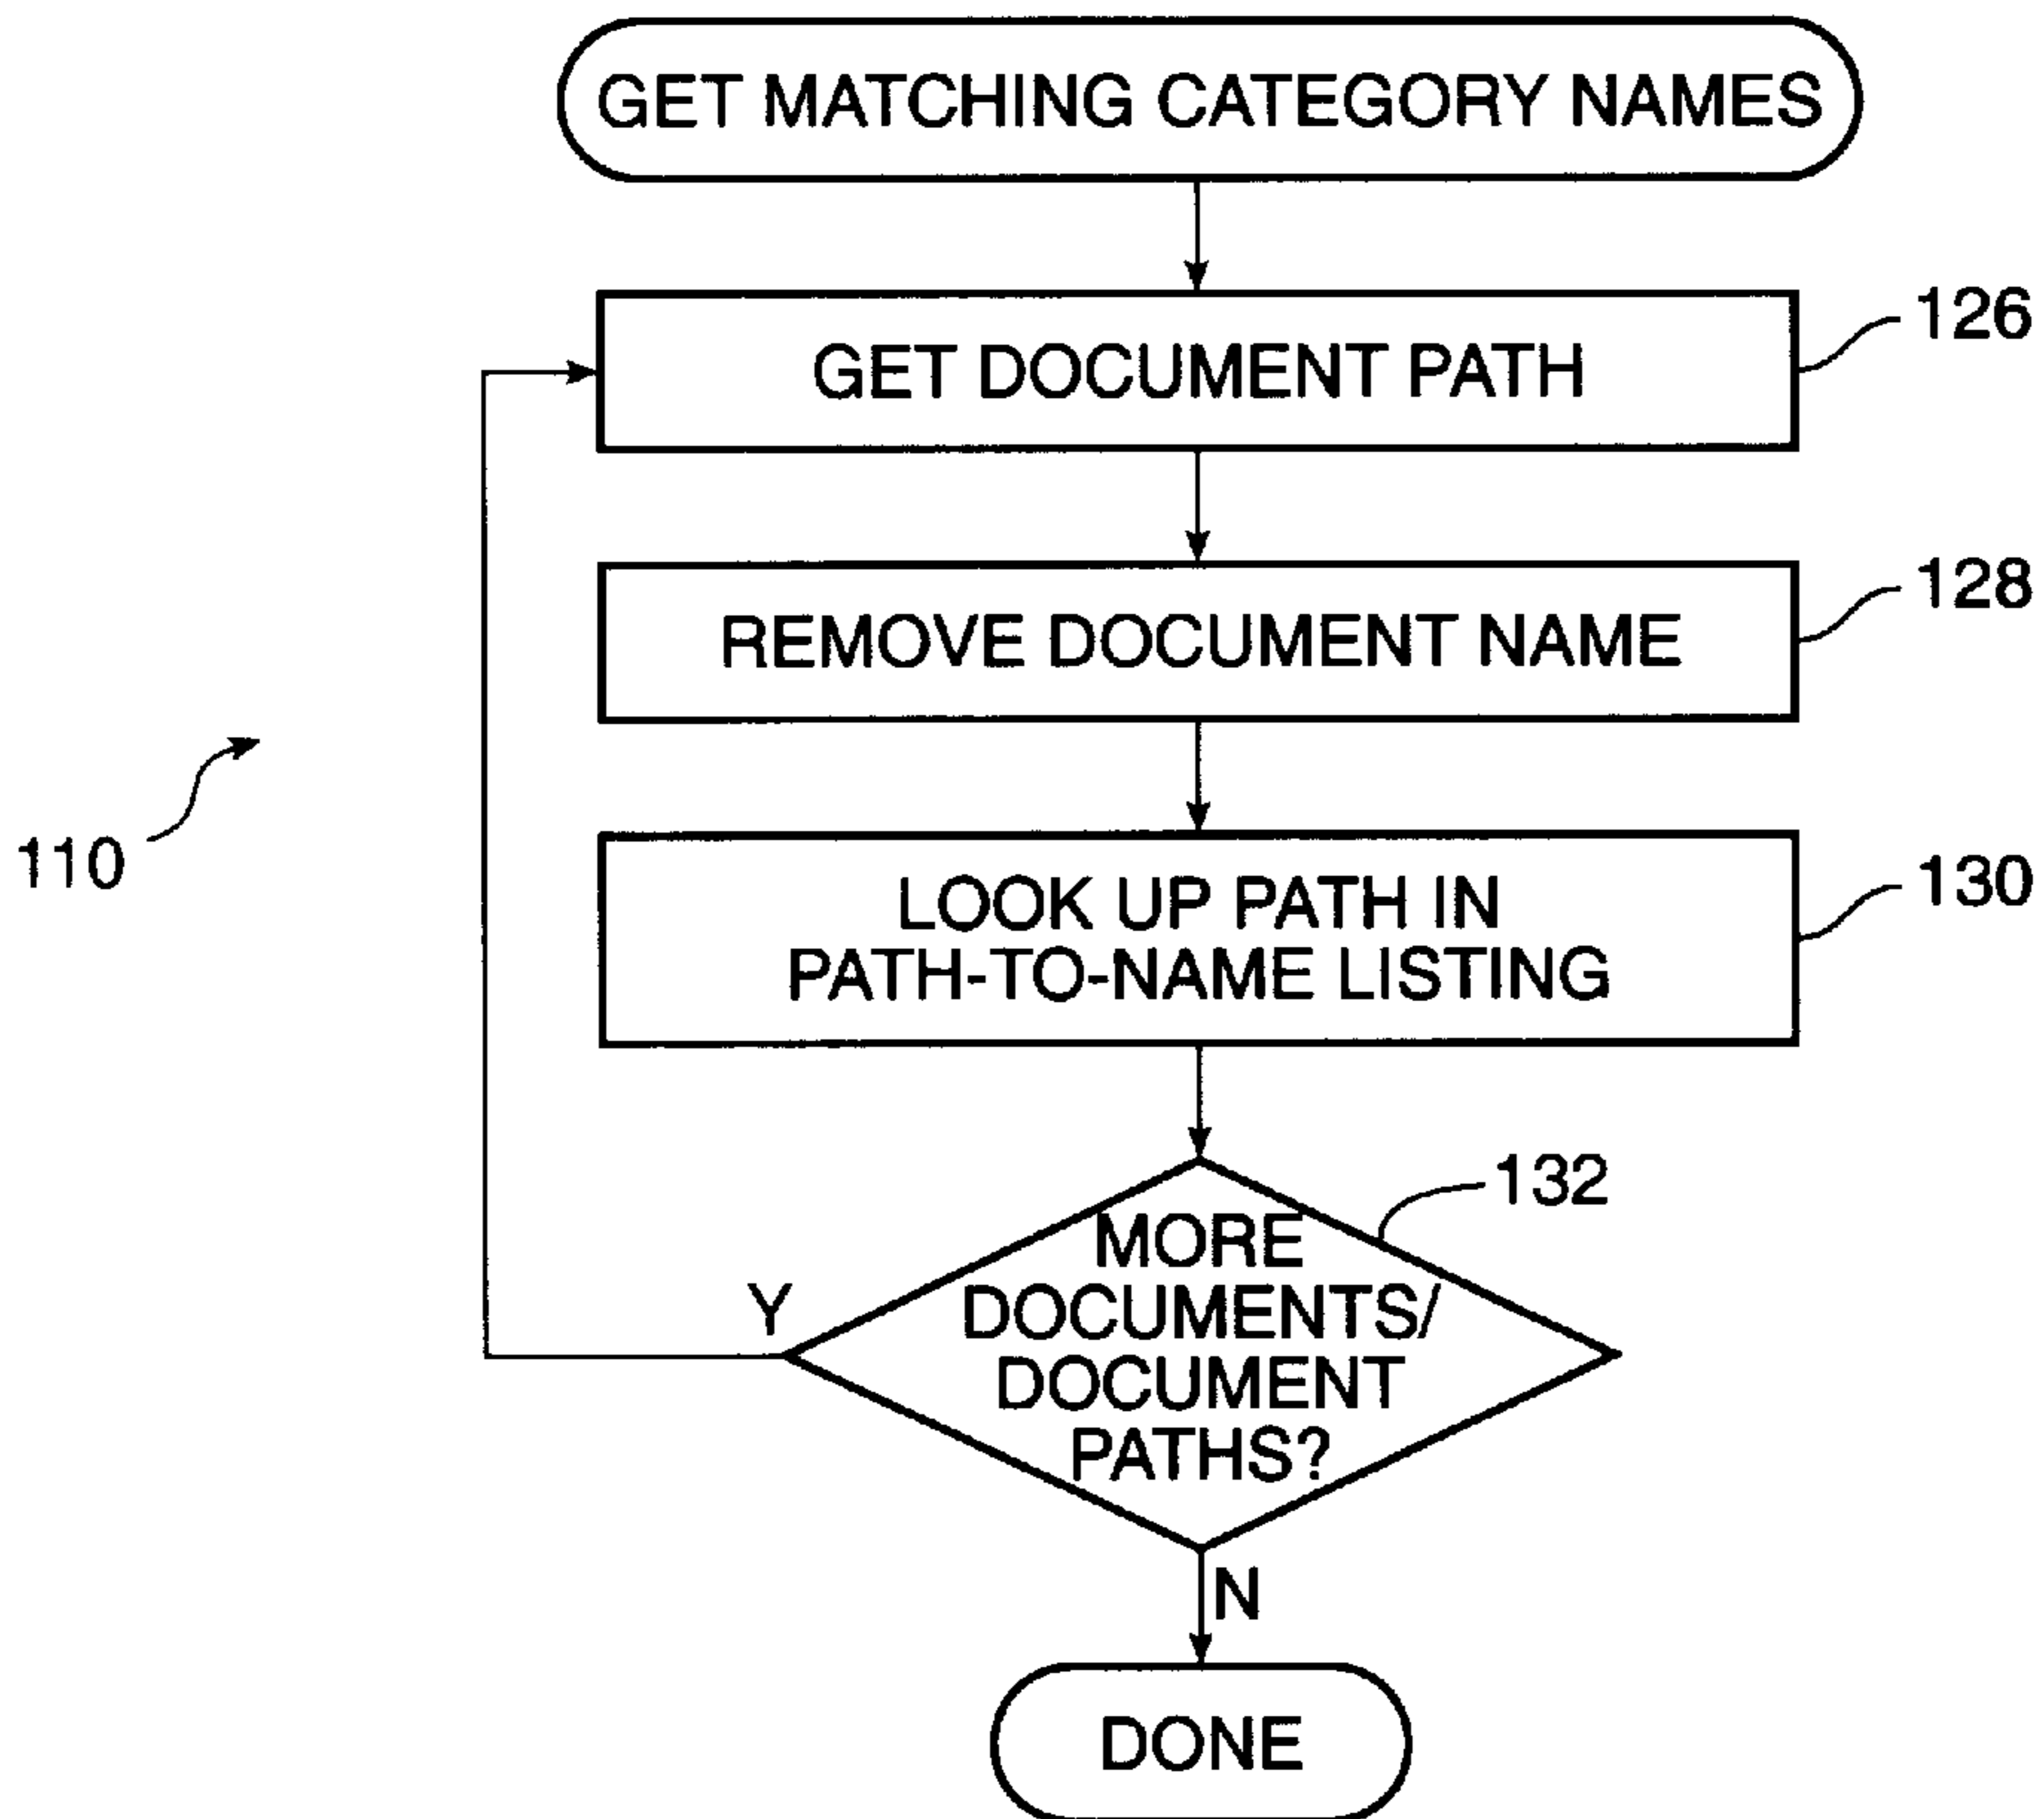 GET MATCHING CATEGORY NAMES
126
GET DOCUMENT PATH
128
REMOVE DOCUMENT NAME
110
130
LOOK UP PATH IN
PATH-TO-NAME LISTING
132
MORE
DOCUMENTS/
DOCUMENT
PATHS?
Y
N
DONE